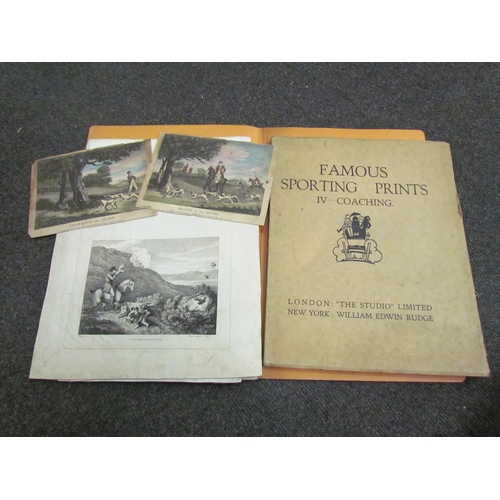 FAMOUS
SPORTING PRINTS
IV—COACHING.
LONDON: "THE STUDIO" LIMITED
NEW YORK: WILLIAM EDWIN RUDGE